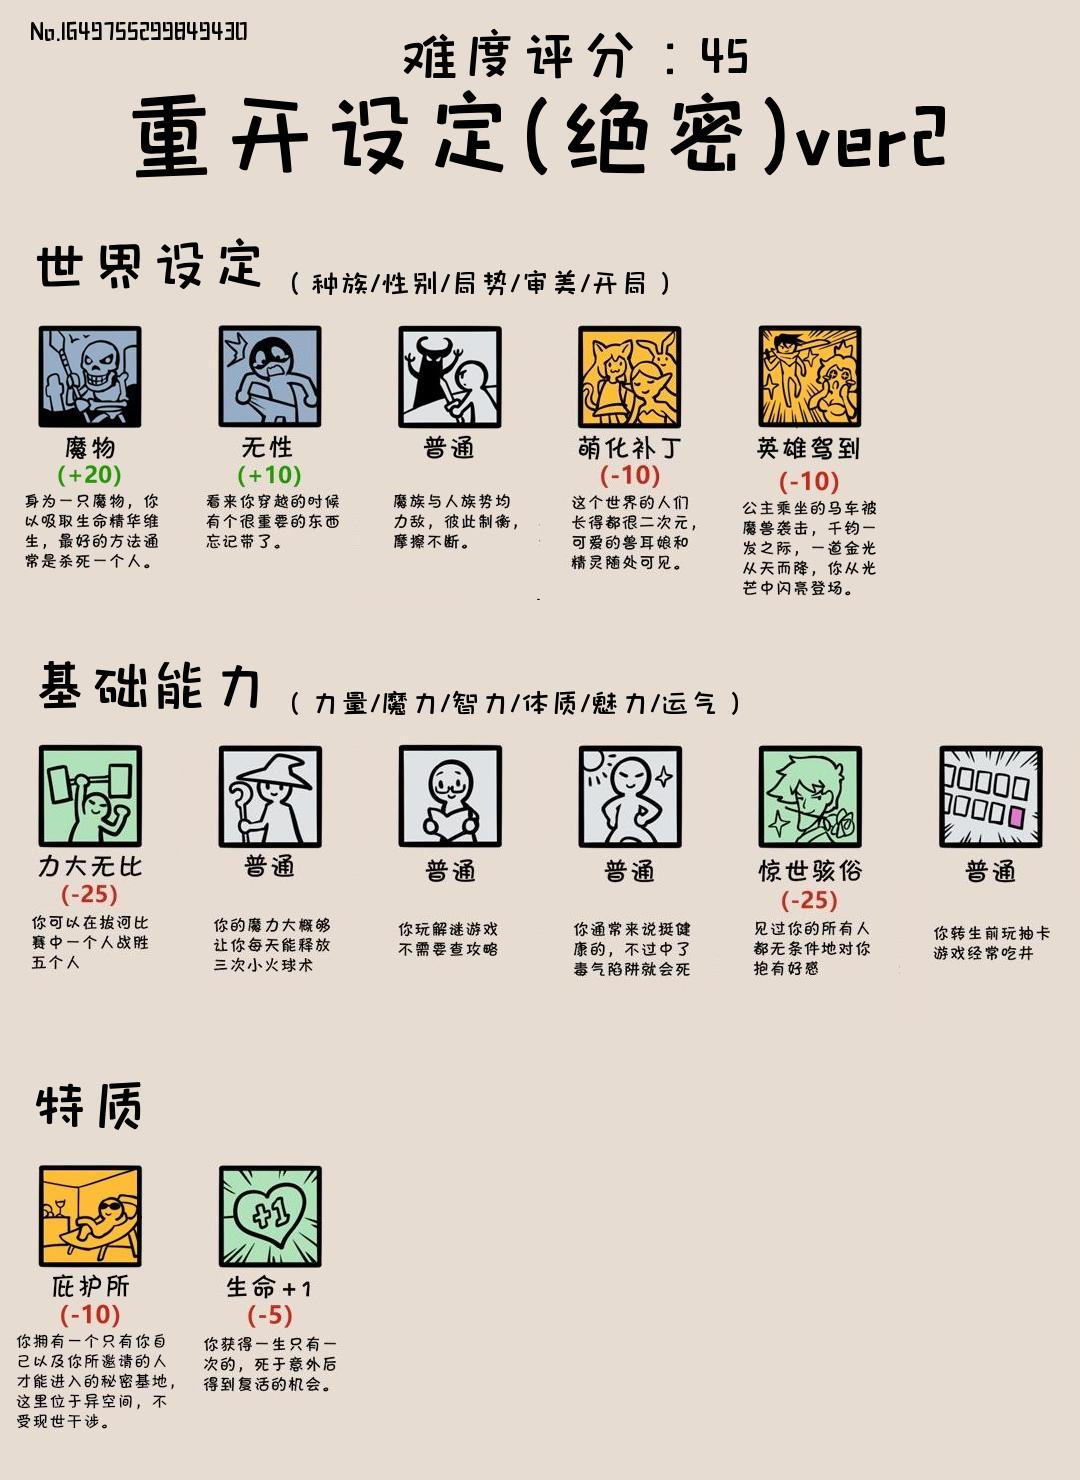 No.1649755299849430
难度评分：45
重开设定(绝密)ver2
世界设定（种族/性别/局势/审美/开局）
魔物
(+20)
身为一只魔物，你
以吸取生命精华维
生，最好的方法通
常是杀死一个人。
无性
(+10)
看来你穿越的时候
有个很重要的东西
忘记带了。
普通
魔族与人族势均
力敌，彼此制衡，
摩擦不断。
萌化补丁
(-10)
这个世界的人们
长得都很二次元，
可爱的兽耳娘和
精灵随处可见。
英雄驾到
(-10)
公主乘坐的马车被
魔兽袭击，千钧一
发之际，一道金光
从天而降，你从光
芒中闪亮登场。
基础能力（力量/魔力/智力/体质/魅力/运气）
力大无比
(-25)
你可以在拔河比
赛中一个人战胜
五个人
普通
你的魔力大概够
让你每天能释放
三次小火球术
普通
你玩解谜游戏
不需要查攻略
普通
你通常来说挺健
康的，不过中了
毒气陷阱就会死
惊世骇俗
(-25)
见过你的所有人
都无条件地对你
抱有好感
普通
你转生前玩抽卡
游戏经常吃井
特质
庇护所
(-10)
你拥有一个只有你自
己以及你所邀请的人
才能进入的秘密基地，
这里位于异空间，不
受现世干涉。
+1
生命+1
(-5)
你获得一生只有一
次的，死于意外后
得到复活的机会。